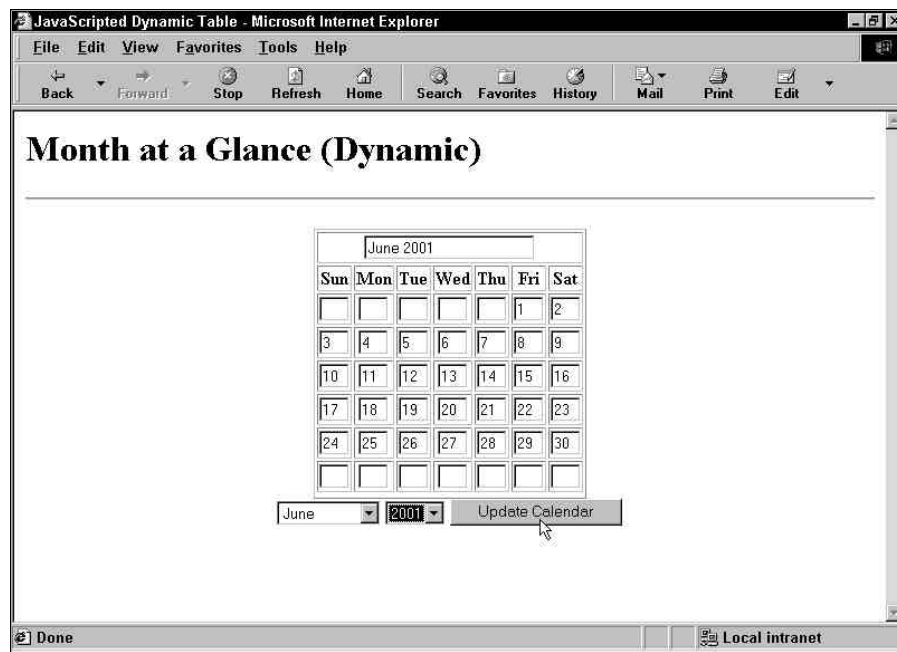 JavaScripted Dynamic Table - Microsoft Internet Explorer
File Edit View Favorites Tools Help
Back Forward Stop Refresh Home Search Favorites History Mail Print Edit
Month at a Glance (Dynamic)
June 2001
Sun Mon Tue Wed Thu Fri Sat
1 2
3 4 5 6 7 8 9
10 11 12 13 14 15 16
17 18 19 20 21 22 23
24 25 26 27 28 29 30
June 2001 Update Calendar
Done Local intranet